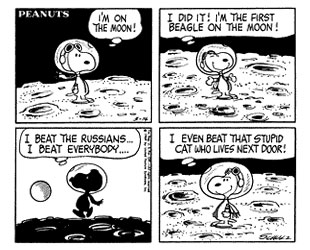 PEANUTS
I'M ON
THE MOON!
I DID IT! I'M THE FIRST
BEAGLE ON THE MOON!
I BEAT THE RUSSIANS...
I BEAT EVERYBODY....
I EVEN BEAT THAT STUPID
CAT WHO LIVES NEXT DOOR!
SCHULZ